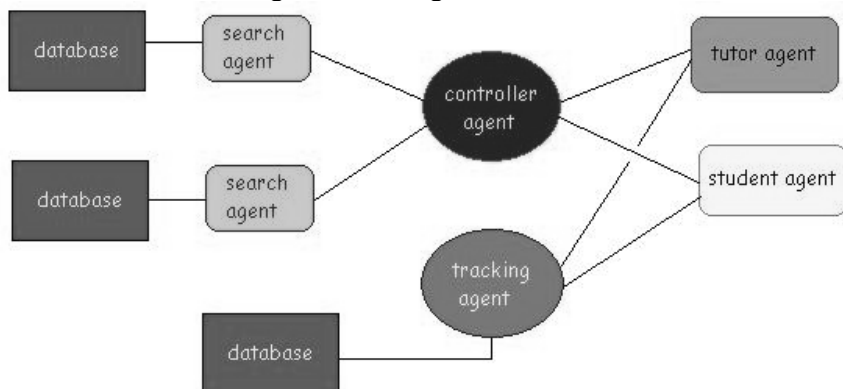 database
search
agent
controller
agent
tutor agent
database
search
agent
student agent
tracking
agent
database